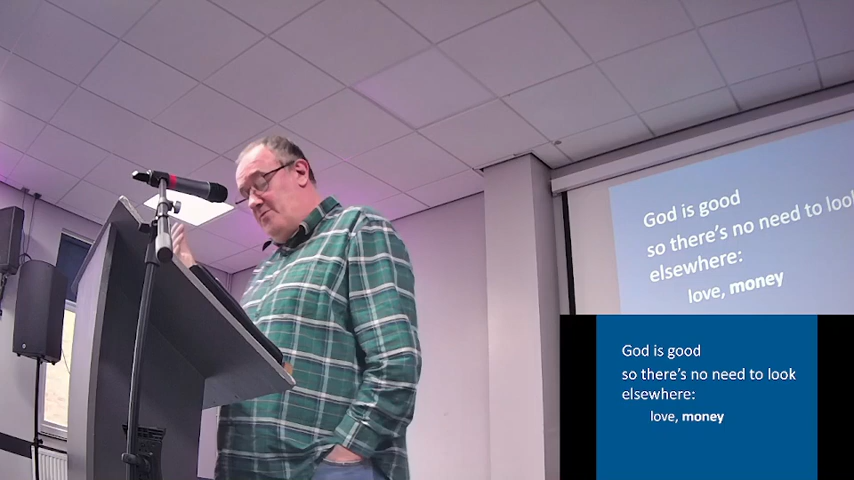 God is good
so there's no need to look
elsewhere:
love, money
God is good
so there's no need to look
elsewhere:
love, money